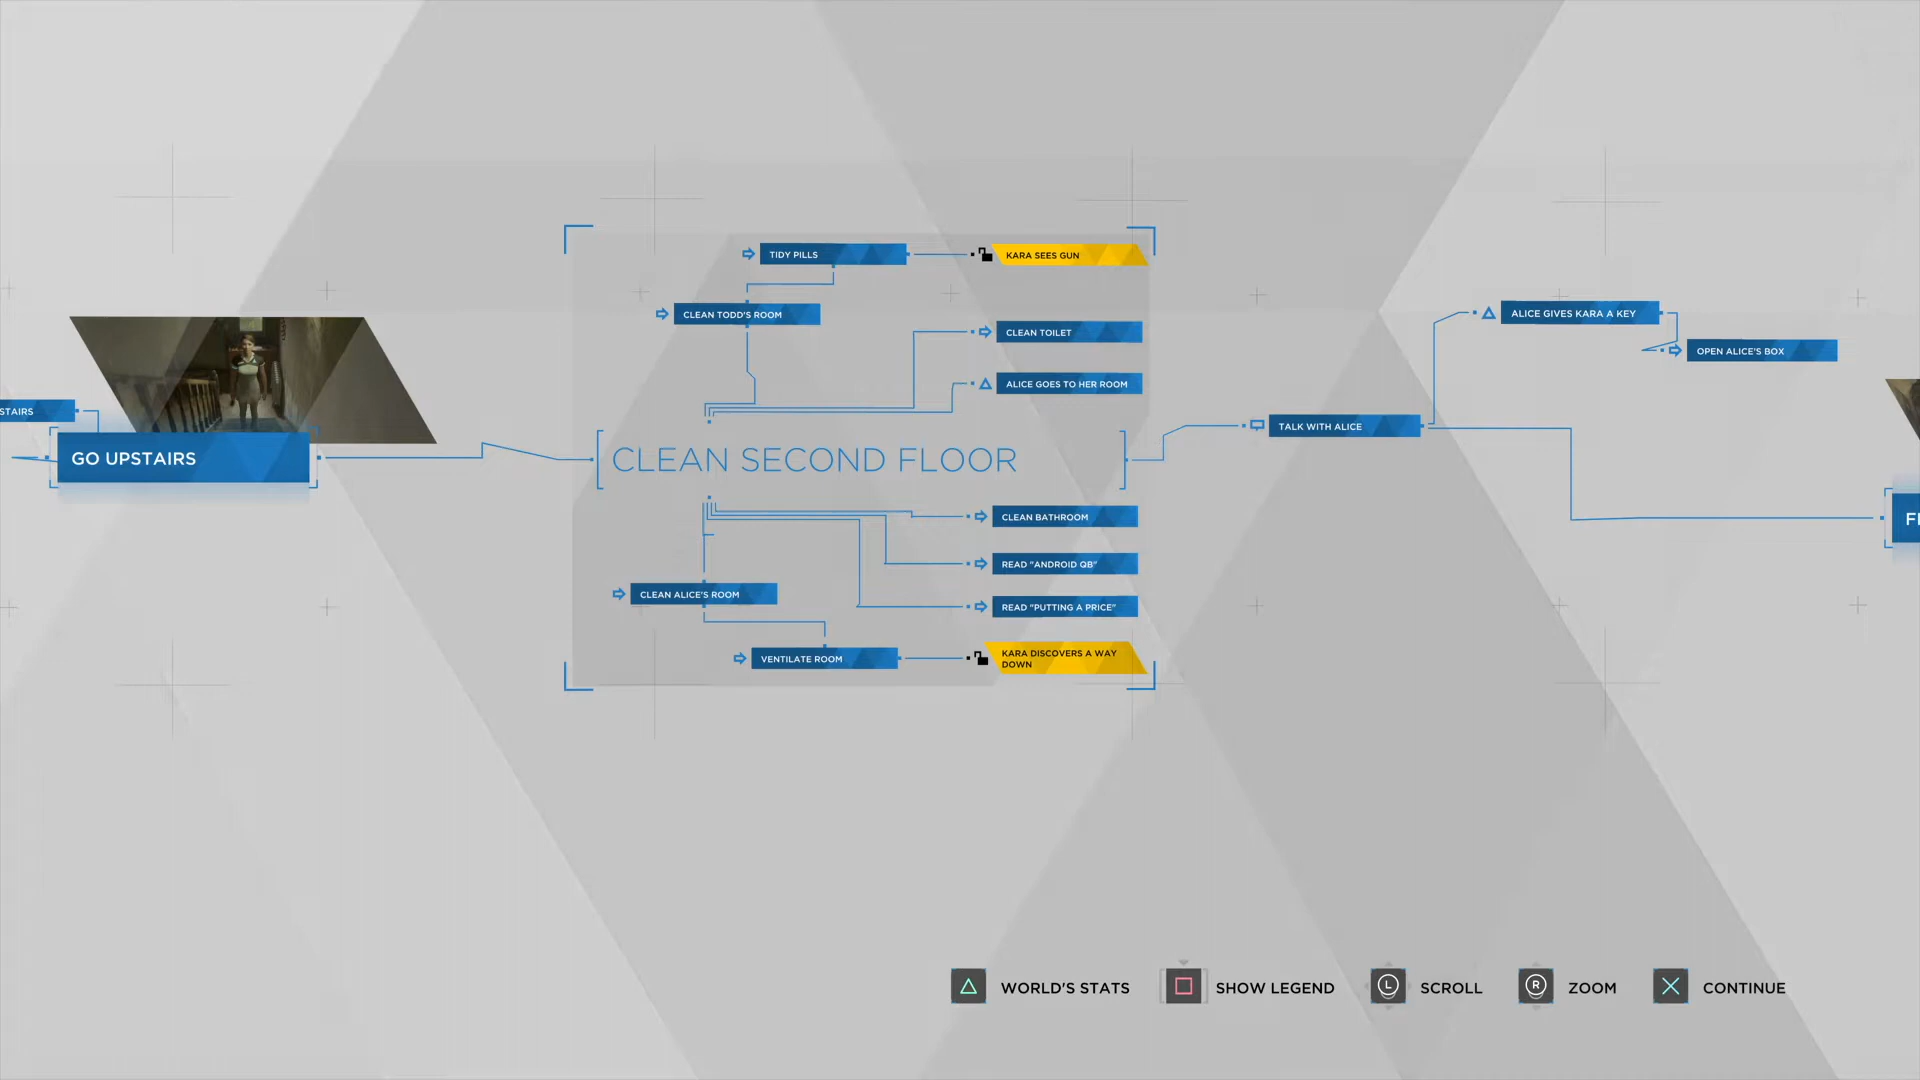 STAIRS
GO UPSTAIRS
TIDY PILLS
KARA SEES GUN
CLEAN TODD'S ROOM
CLEAN TOILET
ALICE GOES TO HER ROOM
CLEAN SECOND FLOOR
CLEAN BATHROOM
READ "ANDROID QB"
CLEAN ALICE'S ROOM
READ "PUTTING A PRICE"
VENTILATE ROOM
KARA DISCOVERS A WAY
DOWN
TALK WITH ALICE
ALICE GIVES KARA A KEY
OPEN ALICE'S BOX
WORLD'S STATS
SHOW LEGEND
L
SCROLL
R
ZOOM
CONTINUE